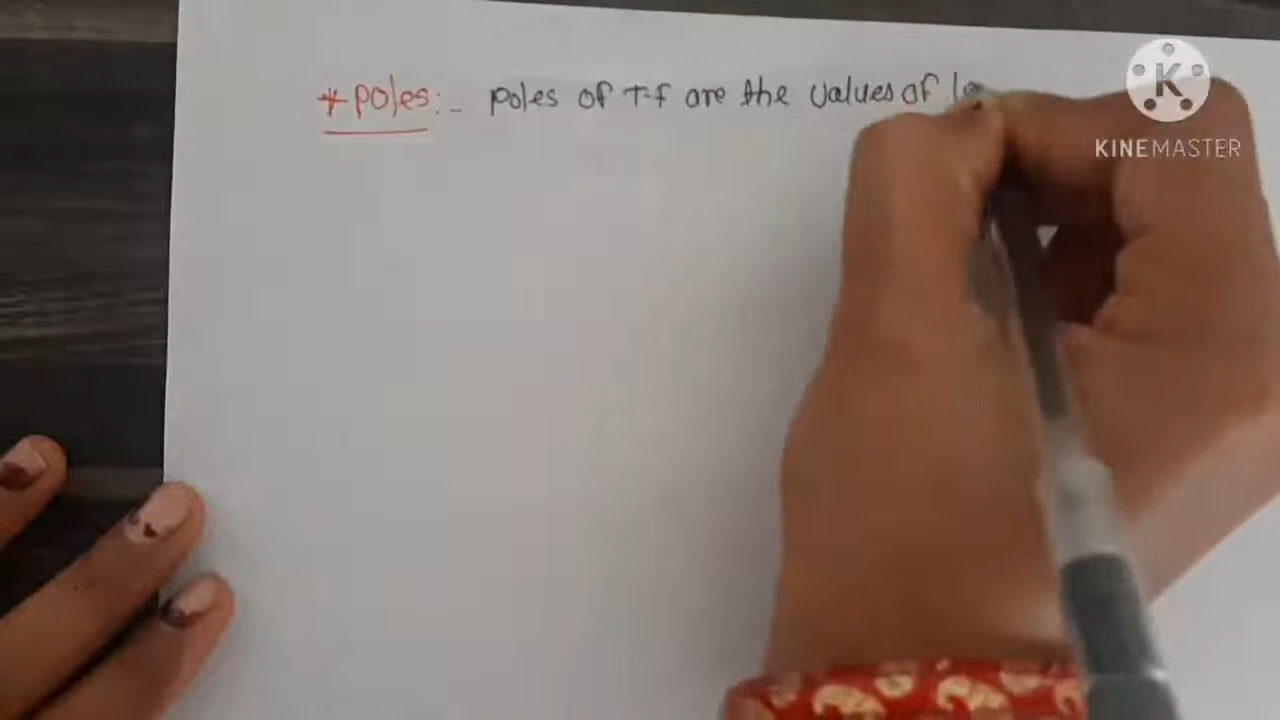 * Poles:- poles of T.f are the values of
K
KINEMASTER